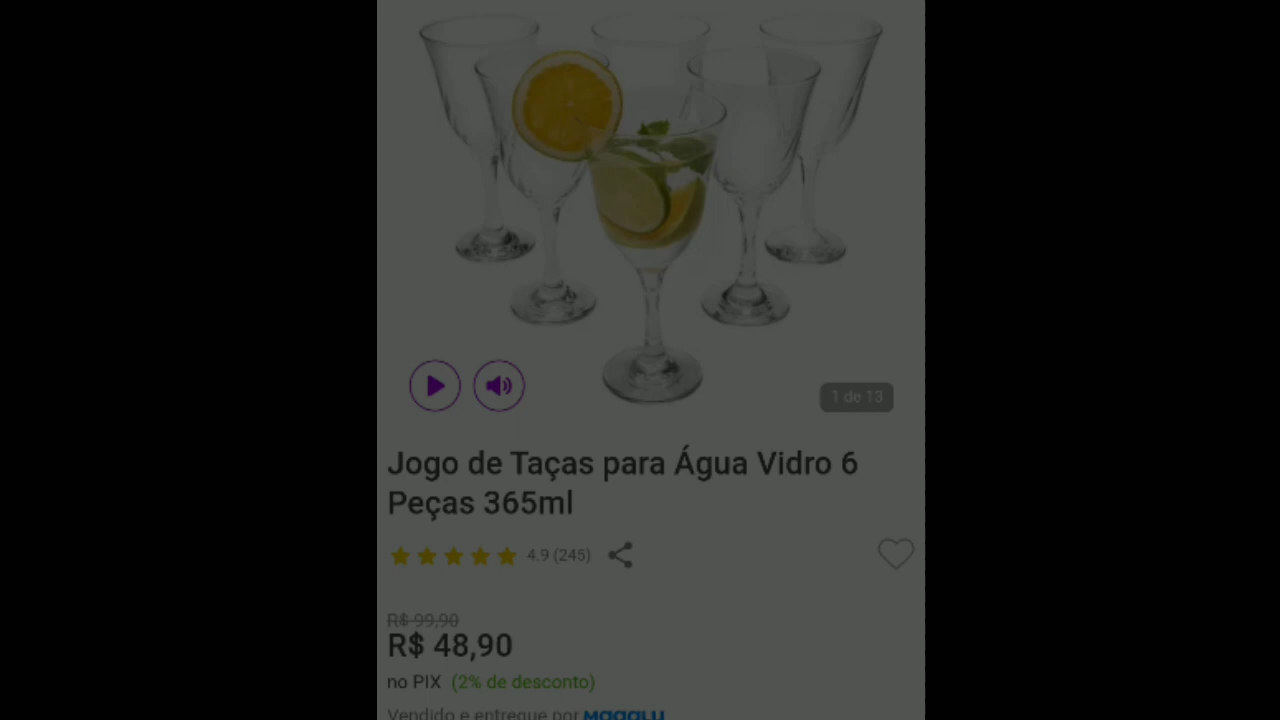 1 de 13
Jogo de Taças para Água Vidro 6
Peças 365ml
4.9 (245)
R$ 99,90
R$ 48,90
no PIX (2% de desconto)
Vendido e entregue por Magalu